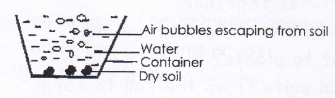 Air bubbles escaping from soil
Water
Container
Dry soil